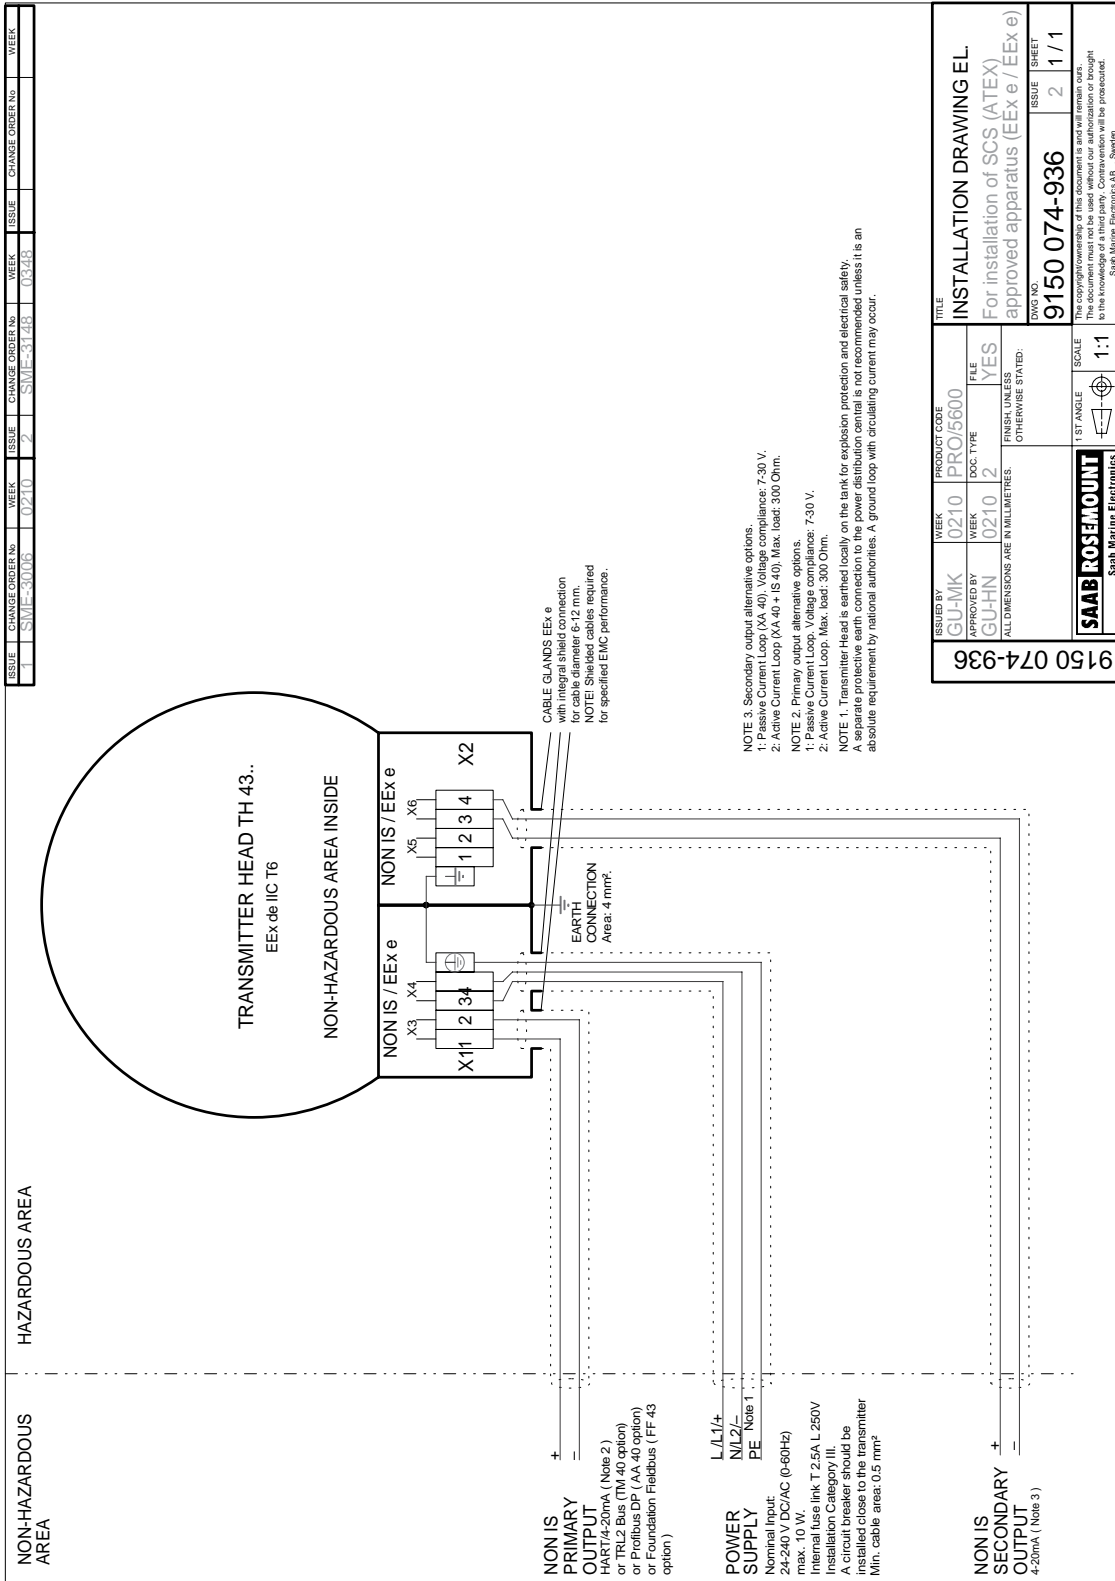 NON-HAZARDOUS
AREA
HAZARDOUS AREA
ISSUE CHANGE ORDER No WEEK ISSUE CHANGE ORDER No WEEK ISSUE CHANGE ORDER No WEEK
1 SME-3006 0210 2 SME-3148 0348
TRANSMITTER HEAD TH 43..
EEx de IIC T6
NON-HAZARDOUS AREA INSIDE
NON IS / EEx e
NON IS / EEx e
X3 X4
X5 X6
X11 2 34
1 2 3 4
X2
CABLE GLANDS EEx e
with integral shield connection
for cable diameter 6-12 mm.
NOTE! Shielded cables required
for specified EMC performance.
EARTH
CONNECTION
Area: 4 mm².
NON IS
PRIMARY
OUTPUT
+
–
HART/4-20mA ( Note 2 )
or TRL2 Bus (TM 40 option)
or Profibus DP ( AA 40 option)
or Foundation Fieldbus ( FF 43
option )
POWER
SUPPLY
L /L1/+
N/L2/–
PE Note 1
Nominal Input:
24-240 V DC/AC (0-60Hz)
max. 10 W.
Internal fuse link T 2.5A L 250V
Installation Category III.
A circuit breaker should be
installed close to the transmitter
Min. cable area: 0.5 mm²
NON IS
SECONDARY
OUTPUT
+
–
4-20mA ( Note 3 )
NOTE 3. Secondary output alternative options.
1: Passive Current Loop (XA 40). Voltage compliance: 7-30 V.
2: Active Current Loop (XA 40 + IS 40). Max. load: 300 Ohm.
NOTE 2. Primary output alternative options.
1: Passive Current Loop. Voltage compliance: 7-30 V.
2: Active Current Loop. Max. load: 300 Ohm.
NOTE 1. Transmitter Head is earthed locally on the tank for explosion protection and electrical safety.
A separate protective earth connection to the power distribution central is not recommended unless it is an
absolute requirement by national authorities. A ground loop with circulating current may occur.
9150 074-936
ISSUED BY WEEK PRODUCT CODE
GU-MK 0210 PRO/5600
APPROVED BY WEEK DOC. TYPE FILE
GU-HN 0210 2 YES
ALL DIMENSIONS ARE IN MILLIMETRES.
FINISH, UNLESS
OTHERWISE STATED:
TITLE
INSTALLATION DRAWING EL.
For installation of SCS (ATEX)
approved apparatus (EEx e / EEx e)
DWG NO. ISSUE SHEET
9150 074-936 2 1 / 1
SAAB ROSEMOUNT
Saab Marine Electronics
1 ST ANGLE SCALE
1:1
The copyright/ownership of this document is and will remain ours.
The document must not be used without our authorization or brought
to the knowledge of a third party. Contravention will be prosecuted.
Saab Marine Electronics AB Sweden